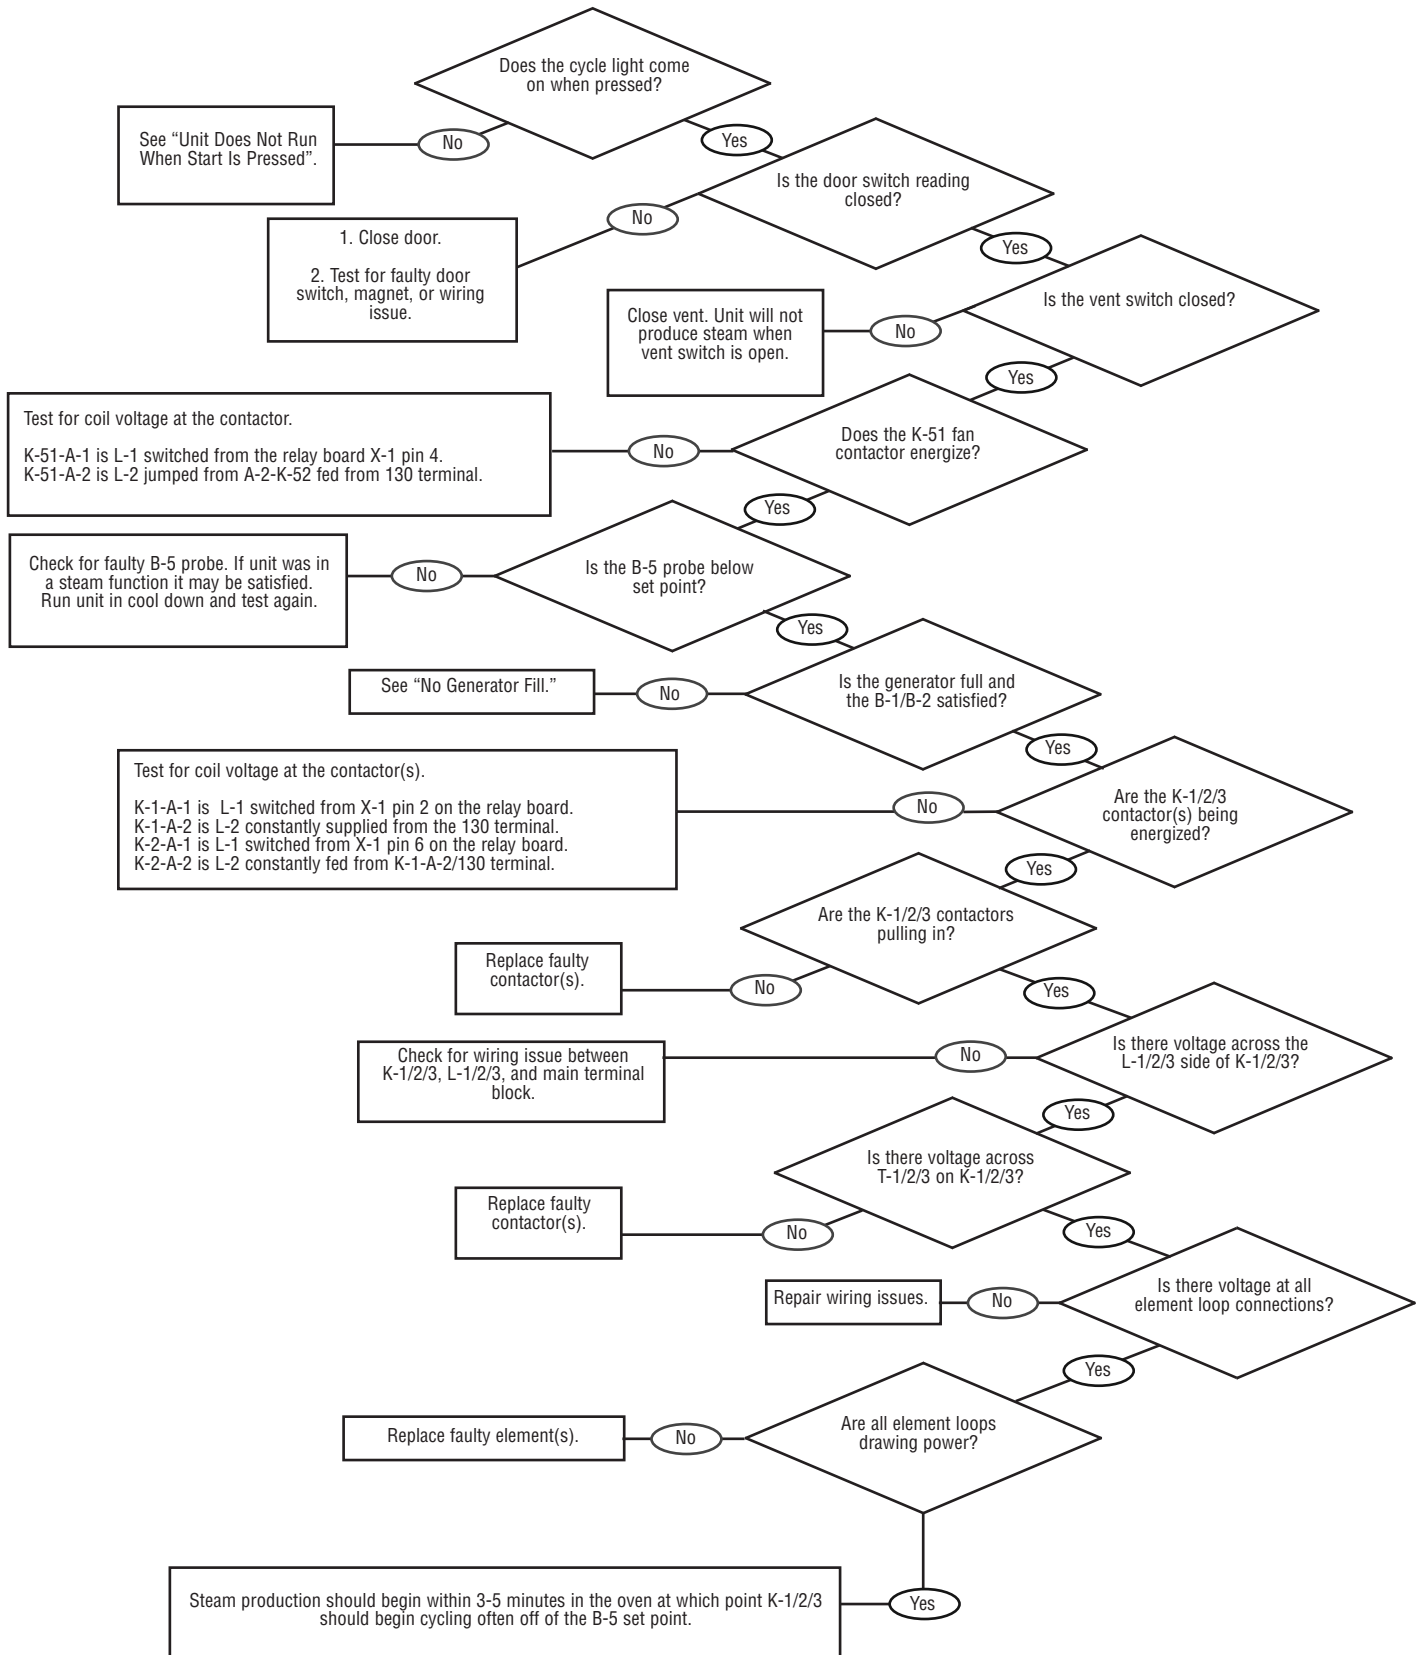 Does the cycle light come
on when pressed?
No
See “Unit Does Not Run
When Start Is Pressed”.
Yes
Is the door switch reading
closed?
No
1. Close door.
2. Test for faulty door
switch, magnet, or wiring
issue.
Yes
Is the vent switch closed?
No
Close vent. Unit will not
produce steam when
vent switch is open.
Yes
Does the K-51 fan
contactor energize?
No
Test for coil voltage at the contactor.
K-51-A-1 is L-1 switched from the relay board X-1 pin 4.
K-51-A-2 is L-2 jumped from A-2-K-52 fed from 130 terminal.
Yes
Is the B-5 probe below
set point?
No
Check for faulty B-5 probe. If unit was in
a steam function it may be satisfied.
Run unit in cool down and test again.
Yes
Is the generator full and
the B-1/B-2 satisfied?
No
See “No Generator Fill.”
Yes
Are the K-1/2/3
contactor(s) being
energized?
No
Test for coil voltage at the contactor(s).
K-1-A-1 is  L-1 switched from X-1 pin 2 on the relay board.
K-1-A-2 is L-2 constantly supplied from the 130 terminal.
K-2-A-1 is L-1 switched from X-1 pin 6 on the relay board.
K-2-A-2 is L-2 constantly fed from K-1-A-2/130 terminal.
Yes
Are the K-1/2/3 contactors
pulling in?
No
Replace faulty
contactor(s).
Yes
Is there voltage across the
L-1/2/3 side of K-1/2/3?
No
Check for wiring issue between
K-1/2/3, L-1/2/3, and main terminal
block.
Yes
Is there voltage across
T-1/2/3 on K-1/2/3?
No
Replace faulty
contactor(s).
Yes
Is there voltage at all
element loop connections?
No
Repair wiring issues.
Yes
Are all element loops
drawing power?
No
Replace faulty element(s).
Yes
Steam production should begin within 3-5 minutes in the oven at which point K-1/2/3
should begin cycling often off of the B-5 set point.